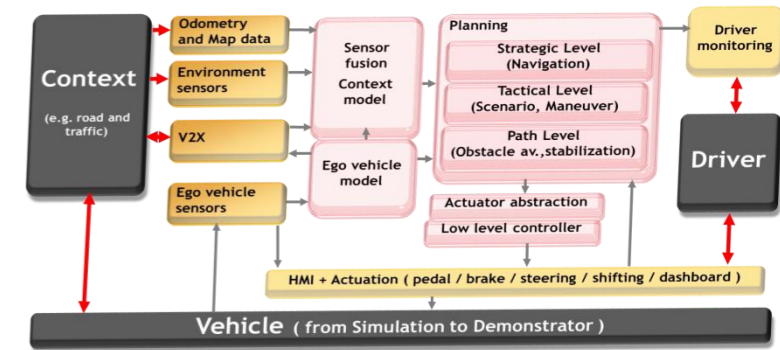 Context
(e.g. road and
traffic)
Odometry
and Map data
Environment
sensors
V2X
Ego vehicle
sensors
Sensor
fusion
Context
model
Ego vehicle
model
Planning
Strategic Level
(Navigation)
Tactical Level
(Scenario, Maneuver)
Path Level
(Obstacle av.,stabilization)
Actuator abstraction
Low level controller
Driver
monitoring
Driver
HMI + Actuation ( pedal / brake / steering / shifting / dashboard )
Vehicle ( from Simulation to Demonstrator )